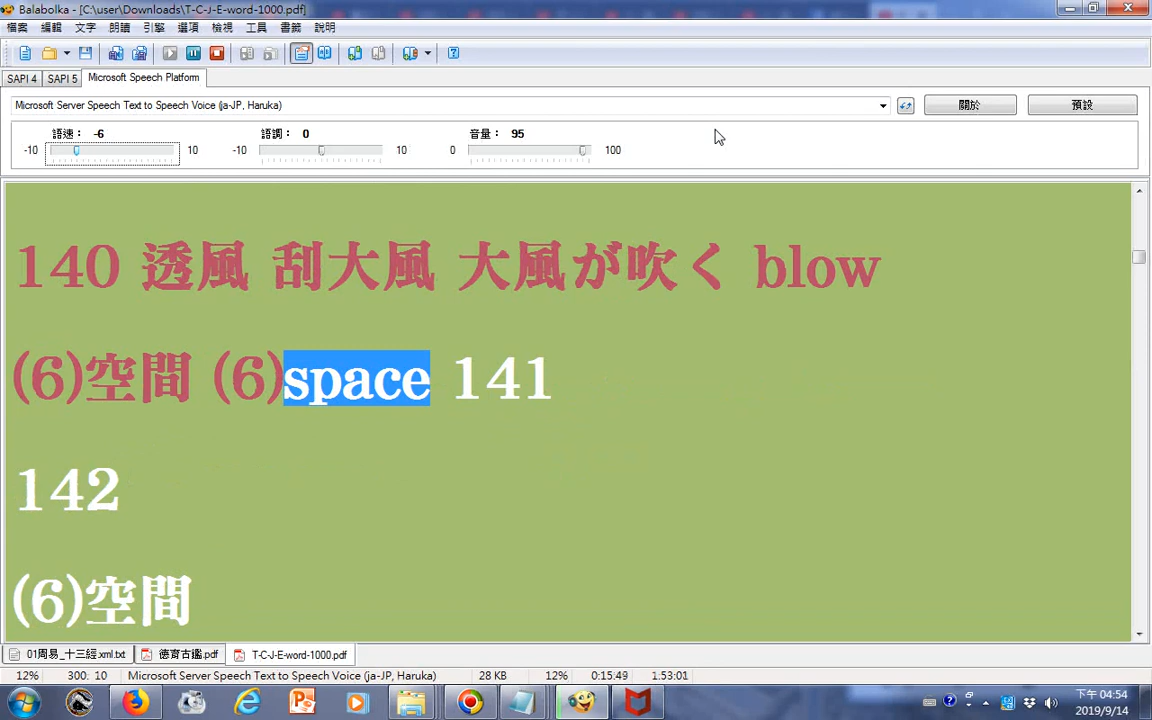 Balabolka - [C:\user\Downloads\T-C-J-E-word-1000.pdf]
檔案 編輯 文字 朗讀 引擎 選項 檢視 工具 書籤 說明
SAPI 4 SAPI 5 Microsoft Speech Platform
Microsoft Server Speech Text to Speech Voice (ja-JP, Haruka) 關於 預設
語速： -6 語調： 0 音量： 95
-10 10 -10 10 0 100
140 透風 刮大風 大風が吹く blow
(6)空間 (6)space 141
142
(6)空間
01周易_十三經.xml.txt 德育古鑑.pdf T-C-J-E-word-1000.pdf
12% 300: 10 Microsoft Server Speech Text to Speech Voice (ja-JP, Haruka) 28 KB 12% 0:15:49 1:53:01
下午 04:54
2019/9/14